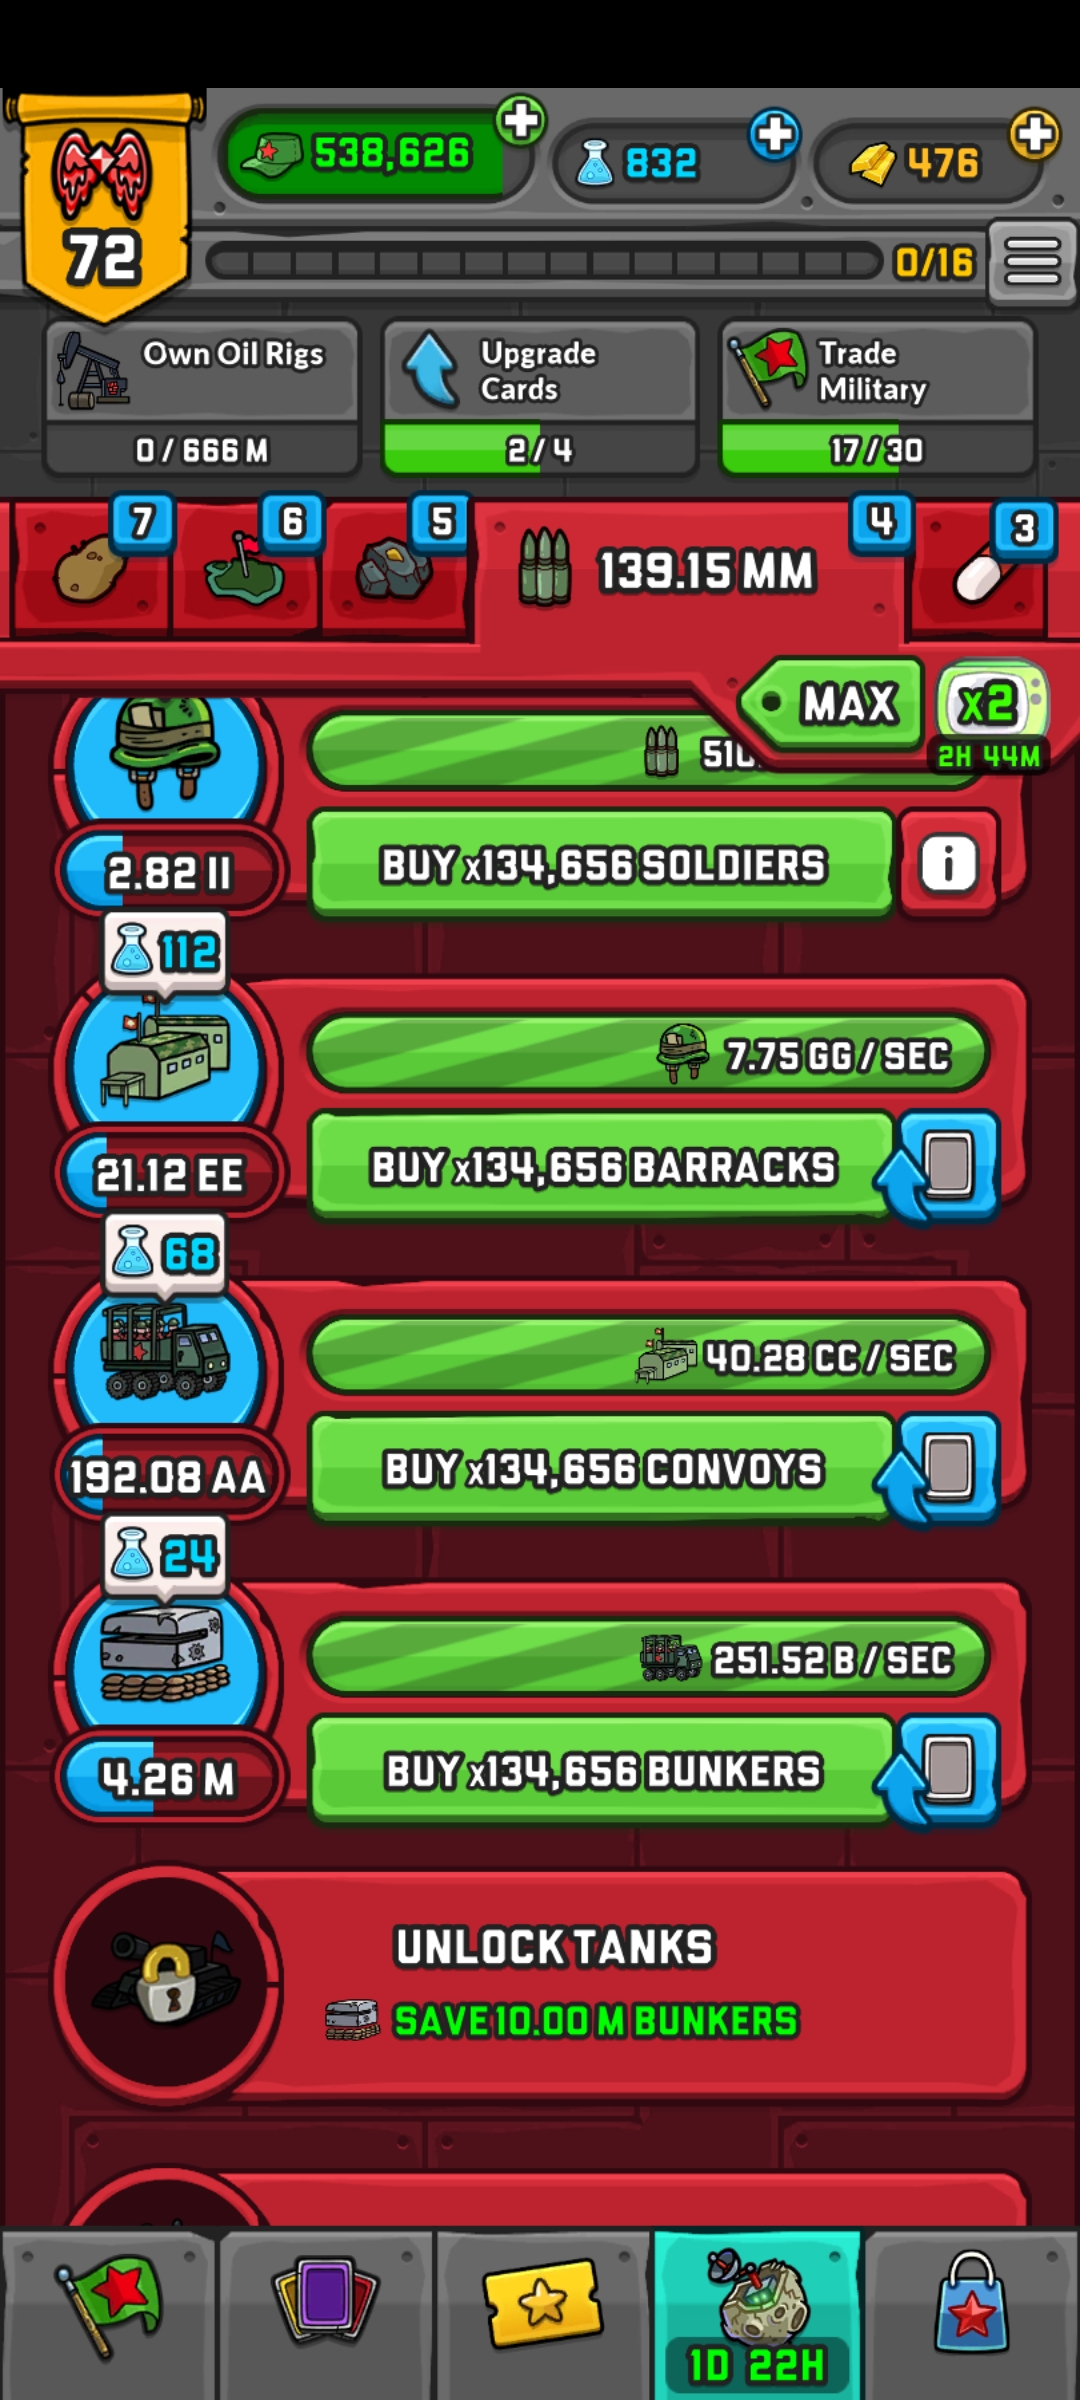 538,626
832
476
72
0/16
Own Oil Rigs
0 / 666 M
Upgrade
Cards
2 / 4
Trade
Military
17 / 30
7
6
5
139.15 MM
4
3
MAX
x2
2H 44M
2.82 II
BUY x134,656 SOLDIERS
i
112
7.75 GG / SEC
21.12 EE
BUY x134,656 BARRACKS
68
40.28 CC / SEC
192.08 AA
BUY x134,656 CONVOYS
24
251.52 B / SEC
4.26 M
BUY x134,656 BUNKERS
UNLOCK TANKS
SAVE 10.00 M BUNKERS
1D 22H